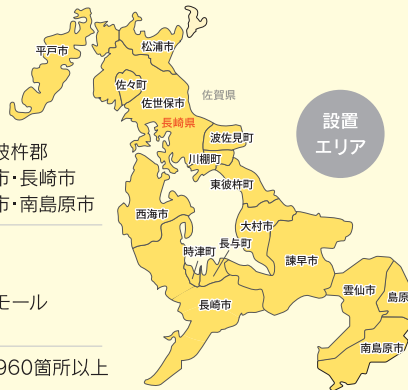 平戸市
松浦市
佐々町
佐世保市
佐賀県
長崎県
設置
エリア
波佐見町
川棚町
彼杵郡
市・長崎市
市・南島原市
東彼杵町
西海市
大村市
長与町
時津町
諫早市
雲仙市
島原
モール
長崎市
南島原市
960箇所以上